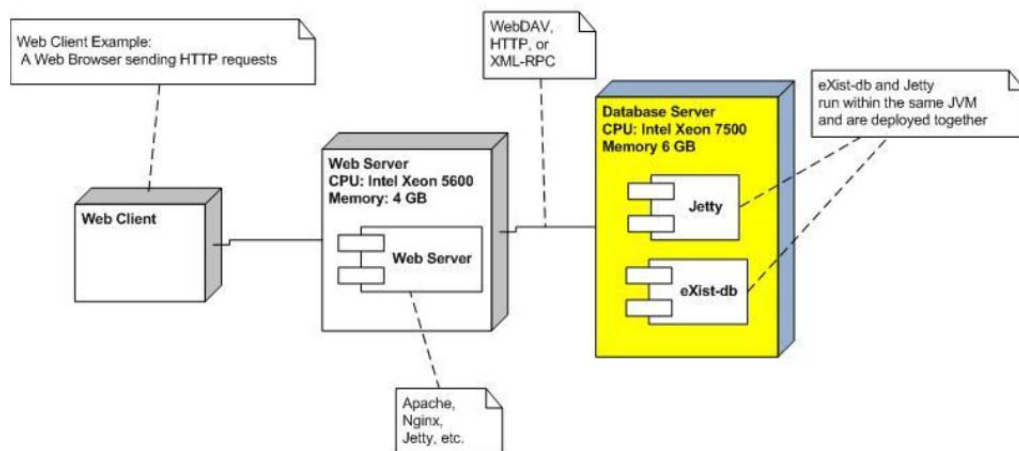 Web Client Example:
A Web Browser sending HTTP requests
WebDAV,
HTTP, or
XML-RPC
eXist-db and Jetty
run within the same JVM
and are deployed together
Database Server
CPU: Intel Xeon 7500
Memory 6 GB
Jetty
eXist-db
Web Server
CPU: Intel Xeon 5600
Memory: 4 GB
Web Server
Web Client
Apache,
Nginx,
Jetty, etc.